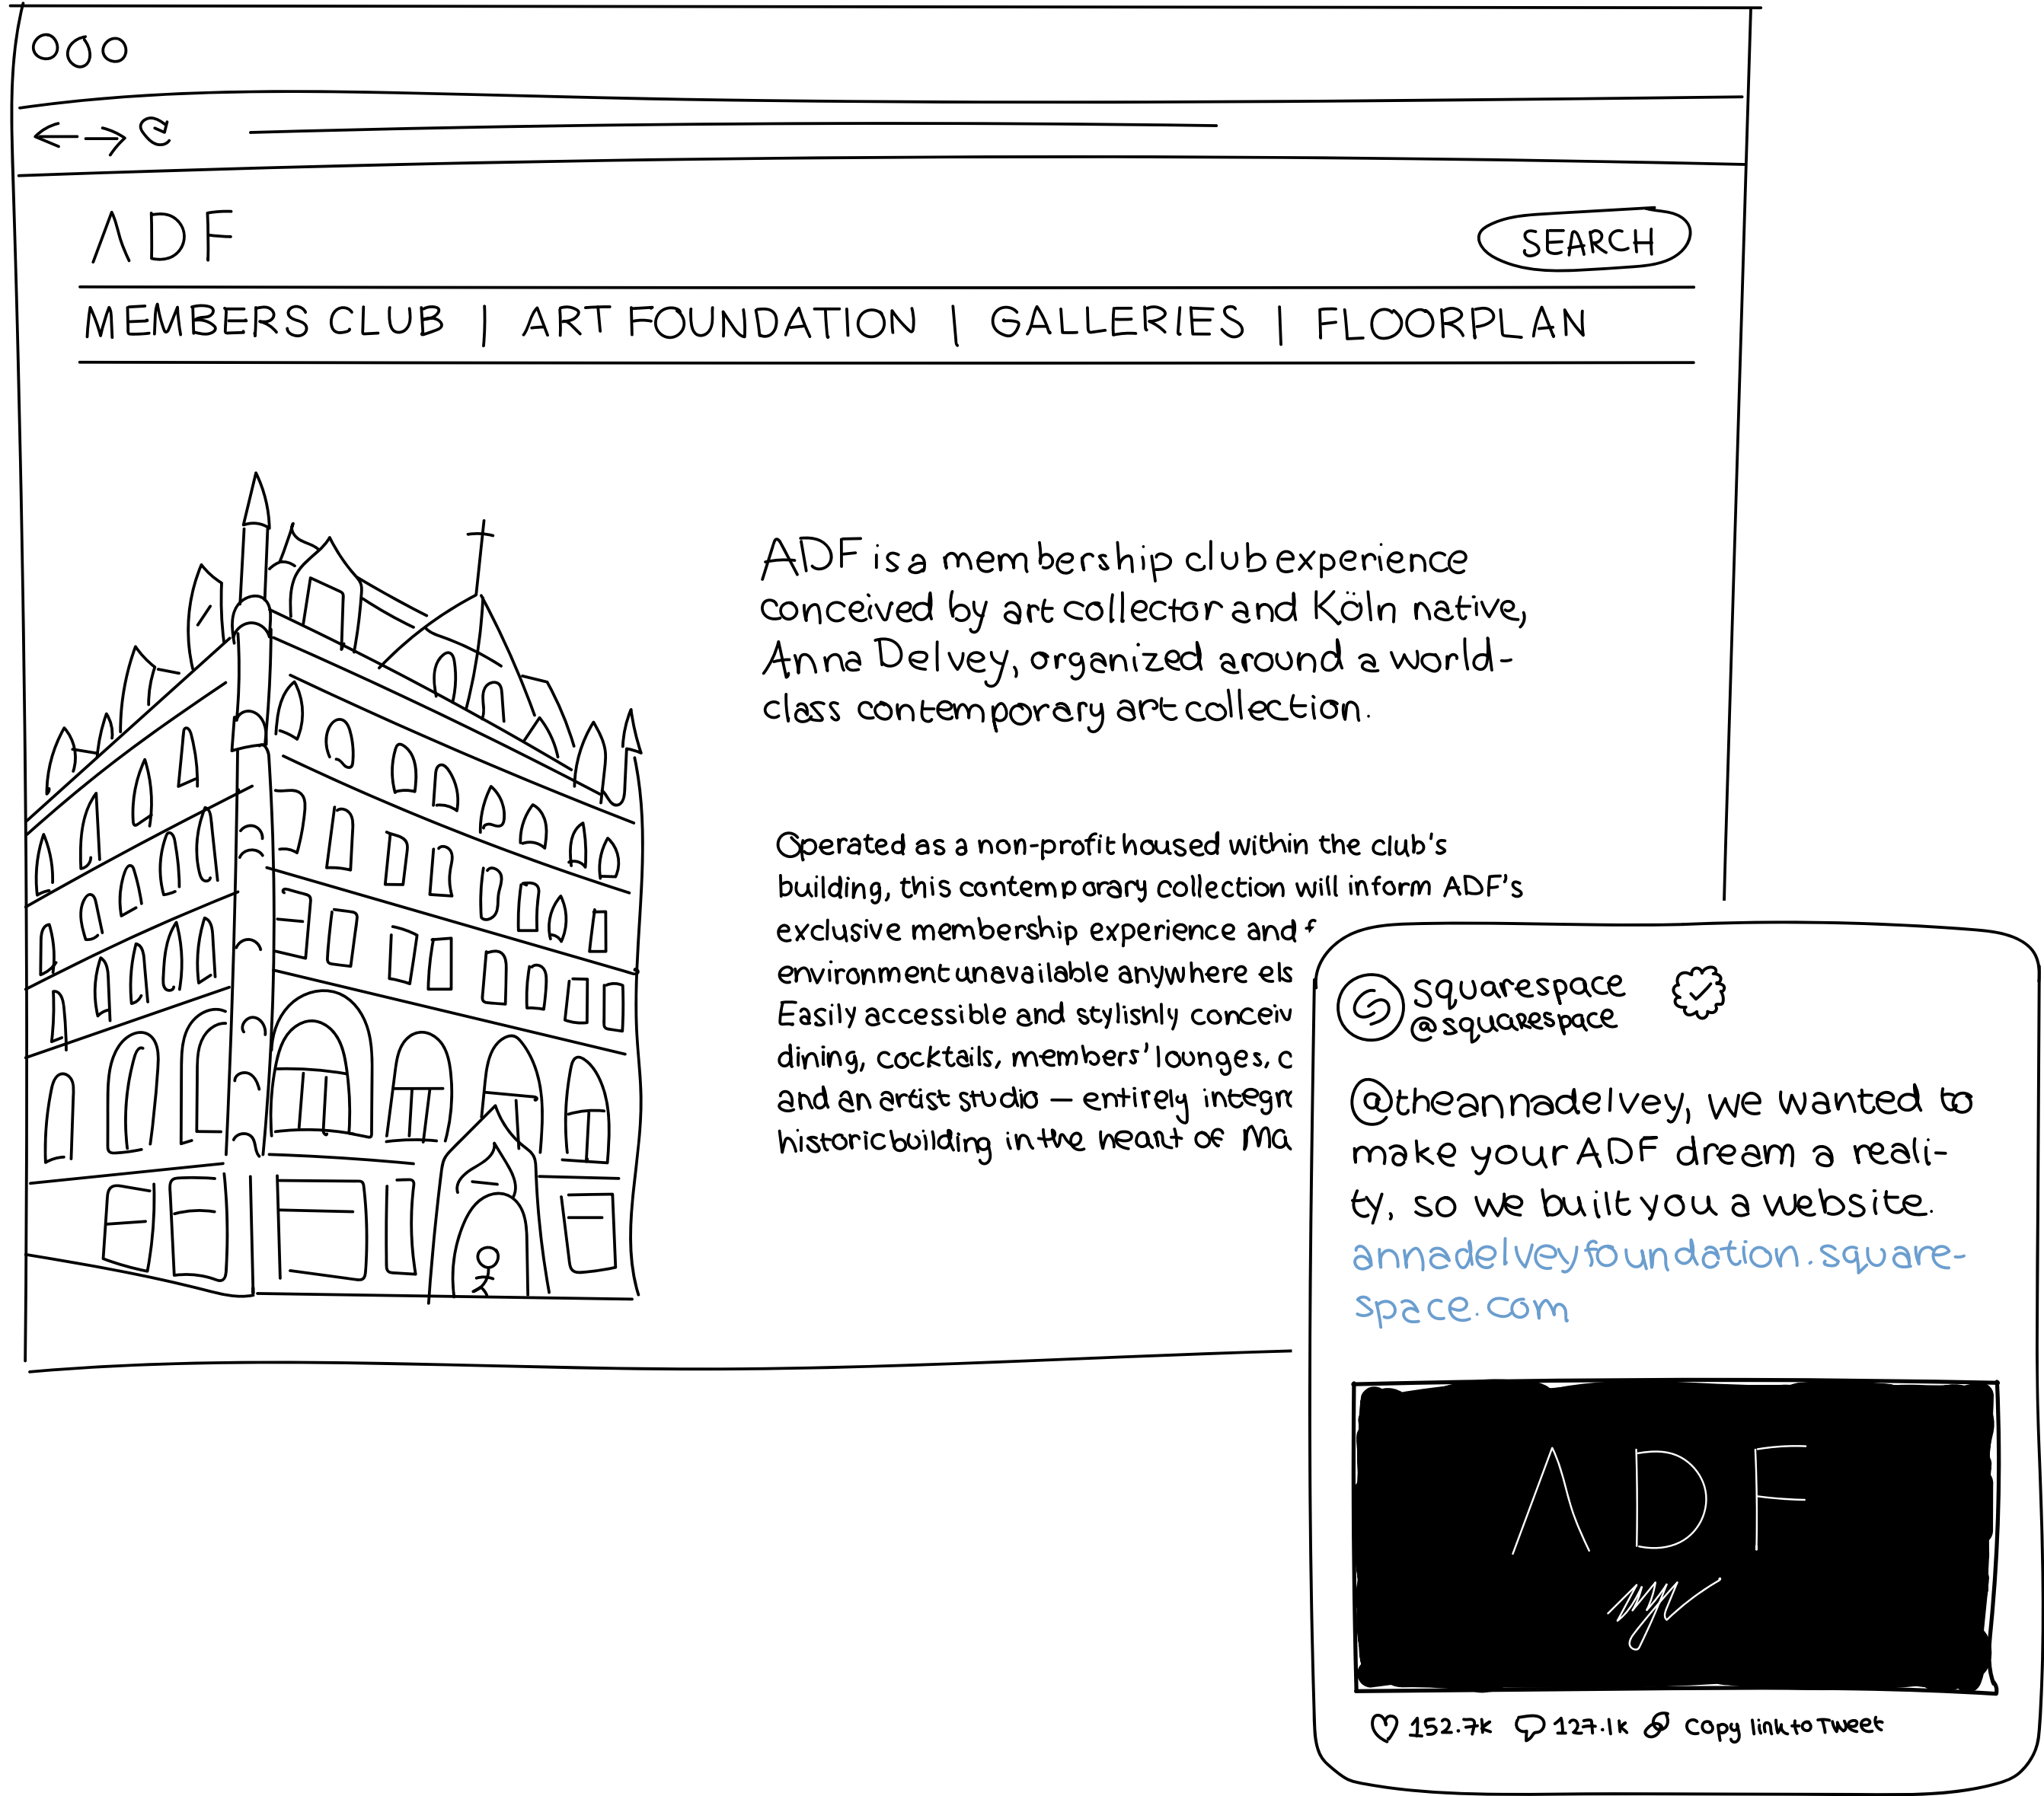 ADF
SEARCH
MEMBERS CLUB | ART FOUNDATION | GALLERIES | FLOORPLAN
ADF is a membership club experience
conceived by art collector and Köln native,
Anna Delvey, organized around a world-
class contemporary art collection.
Operated as a non-profit housed within the club's
building, this contemporary collection will inform ADF's
exclusive membership experience and f
environment unavailable anywhere els
Easily accessible and stylishly conceiv
dining, cocktails, members' lounges, c
and an artist studio — entirely integr
historic building in the heart of Ma
squarespace
@squarespace
@theannadelvey, we wanted to
make your ADF dream a reali-
ty, so we built you a website.
annadelveyfoundation.square-
space.com
ADF
152.7K 127.1K Copy link to Tweet